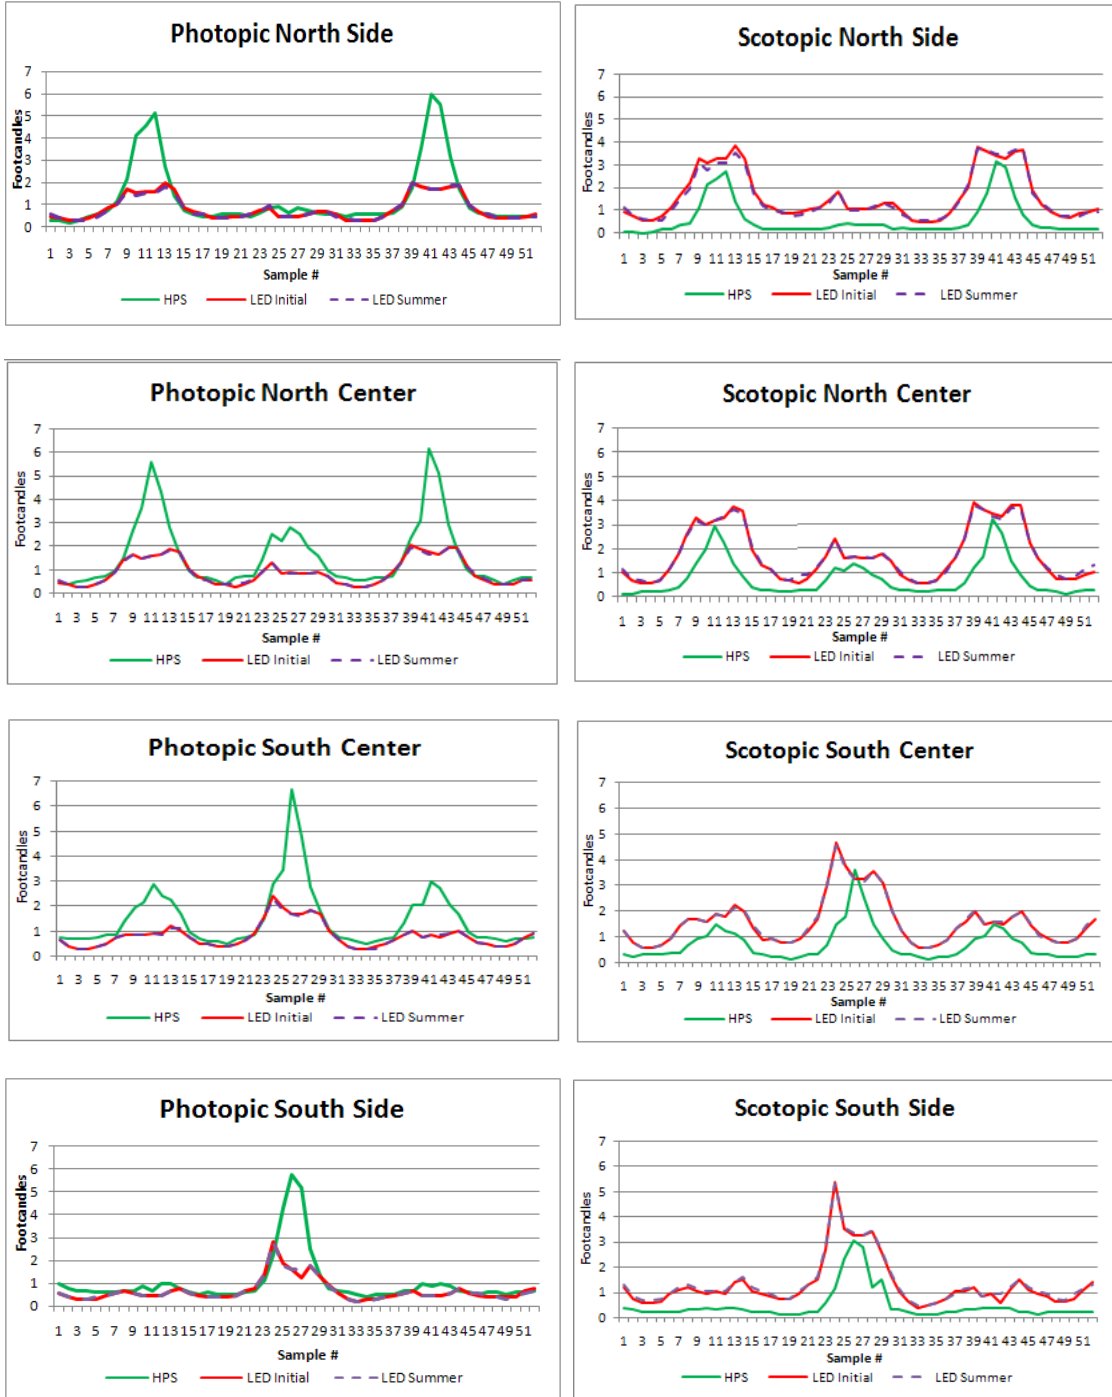 Photopic North Side
Footcandles
7
6
5
4
3
2
1
0
1 3 5 7 9 11 13 15 17 19 21 23 25 27 29 31 33 35 37 39 41 43 45 47 49 51
Sample #
HPS LED Initial LED Summer
Scotopic North Side
Footcandles
7
6
5
4
3
2
1
0
1 3 5 7 9 11 13 15 17 19 21 23 25 27 29 31 33 35 37 39 41 43 45 47 49 51
Sample #
HPS LED Initial LED Summer
Photopic North Center
Footcandles
7
6
5
4
3
2
1
0
1 3 5 7 9 11 13 15 17 19 21 23 25 27 29 31 33 35 37 39 41 43 45 47 49 51
Sample #
HPS LED Initial LED Summer
Scotopic North Center
Footcandles
7
6
5
4
3
2
1
0
1 3 5 7 9 11 13 15 17 19 21 23 25 27 29 31 33 35 37 39 41 43 45 47 49 51
Sample #
HPS LED Initial LED Summer
Photopic South Center
Footcandles
7
6
5
4
3
2
1
0
1 3 5 7 9 11 13 15 17 19 21 23 25 27 29 31 33 35 37 39 41 43 45 47 49 51
Sample #
HPS LED Initial LED Summer
Scotopic South Center
Footcandles
7
6
5
4
3
2
1
0
1 3 5 7 9 11 13 15 17 19 21 23 25 27 29 31 33 35 37 39 41 43 45 47 49 51
Sample #
HPS LED Initial LED Summer
Photopic South Side
Footcandles
7
6
5
4
3
2
1
0
1 3 5 7 9 11 13 15 17 19 21 23 25 27 29 31 33 35 37 39 41 43 45 47 49 51
Sample #
HPS LED Initial LED Summer
Scotopic South Side
Footcandles
7
6
5
4
3
2
1
0
1 3 5 7 9 11 13 15 17 19 21 23 25 27 29 31 33 35 37 39 41 43 45 47 49 51
Sample #
HPS LED Initial LED Summer